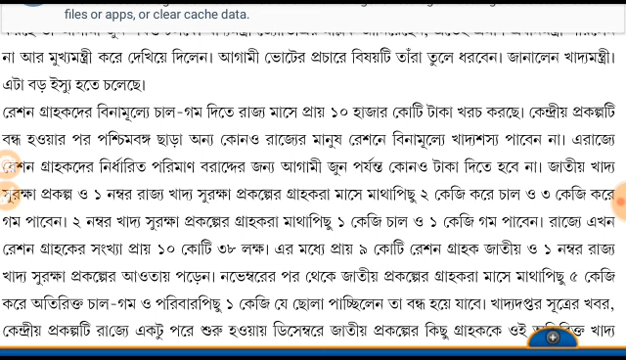 files or apps, or clear cache data.
না আর মুখ্যমন্ত্রী করে দেখিয়ে দিলেন। আগামী ভোটের প্রচারে বিষয়টি তাঁরা তুলে ধরবেন। জানালেন খাদ্যমন্ত্রী।
এটা বড় ইস্যু হতে চলেছে।
রেশন গ্রাহকদের বিনামূল্যে চাল-গম দিতে রাজ্য মাসে প্রায় ১০ হাজার কোটি টাকা খরচ করছে। কেন্দ্রীয় প্রকল্পটি
বন্ধ হওয়ার পর পশ্চিমবঙ্গ ছাড়া অন্য কোনও রাজ্যের মানুষ রেশনে বিনামূল্যে খাদ্যশস্য পাবেন না। এরাজ্যে
রেশন গ্রাহকদের নির্ধারিত পরিমাণ বরাদ্দের জন্য আগামী জুন পর্যন্ত কোনও টাকা দিতে হবে না। জাতীয় খাদ্য
সুরক্ষা প্রকল্প ও ১ নম্বর রাজ্য খাদ্য সুরক্ষা প্রকল্পের গ্রাহকরা মাসে মাথাপিছু ২ কেজি করে চাল ও ৩ কেজি করে
গম পাবেন। ২ নম্বর খাদ্য সুরক্ষা প্রকল্পের গ্রাহকরা মাথাপিছু ১ কেজি চাল ও ১ কেজি গম পাবেন। রাজ্যে এখন
রেশন গ্রাহকের সংখ্যা প্রায় ১০ কোটি ৩৮ লক্ষ। এর মধ্যে প্রায় ৯ কোটি রেশন গ্রাহক জাতীয় ও ১ নম্বর রাজ্য
খাদ্য সুরক্ষা প্রকল্পের আওতায় পড়েন। নভেম্বরের পর থেকে জাতীয় প্রকল্পের গ্রাহকরা মাসে মাথাপিছু ৫ কেজি
করে অতিরিক্ত চাল-গম ও পরিবারপিছু ১ কেজি যে ছোলা পাচ্ছিলেন তা বন্ধ হয়ে যাবে। খাদ্যদপ্তর সূত্রের খবর,
কেন্দ্রীয় প্রকল্পটি রাজ্যে একটু পরে শুরু হওয়ায় ডিসেম্বরে জাতীয় প্রকল্পের কিছু গ্রাহককে ওই খাদ্য